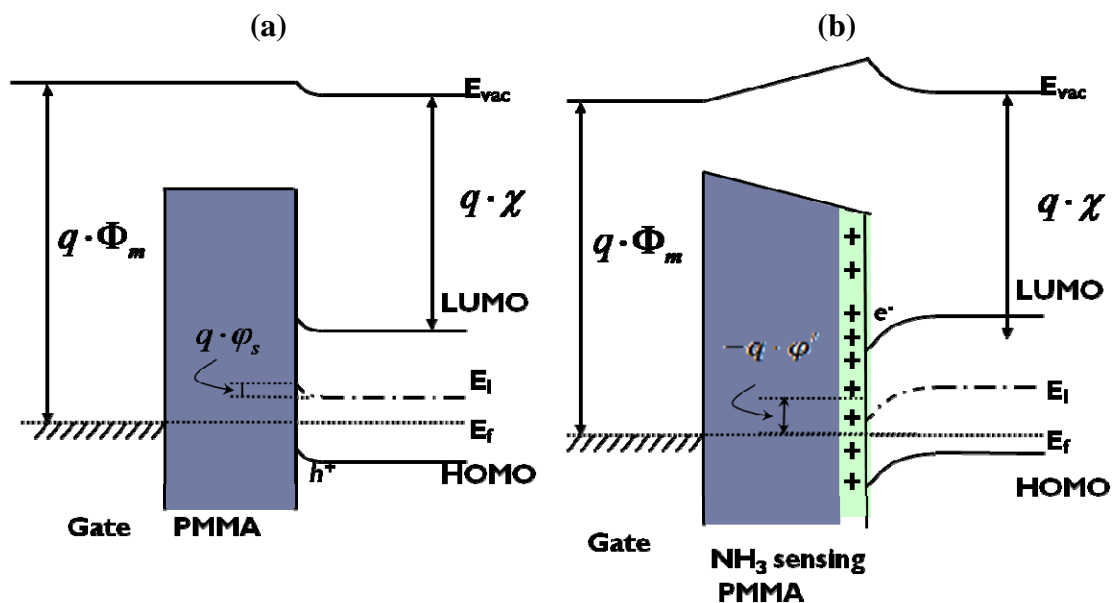 (a)
E_vac
q · Φ_m
q · χ
LUMO
q · φ_s
E_I
E_f
h⁺
HOMO
Gate PMMA
(b)
E_vac
q · Φ_m
q · χ
LUMO
e⁻
+
+
+
+
+
+
+
+
+
E_I
E_f
HOMO
Gate
NH₃ sensing
PMMA